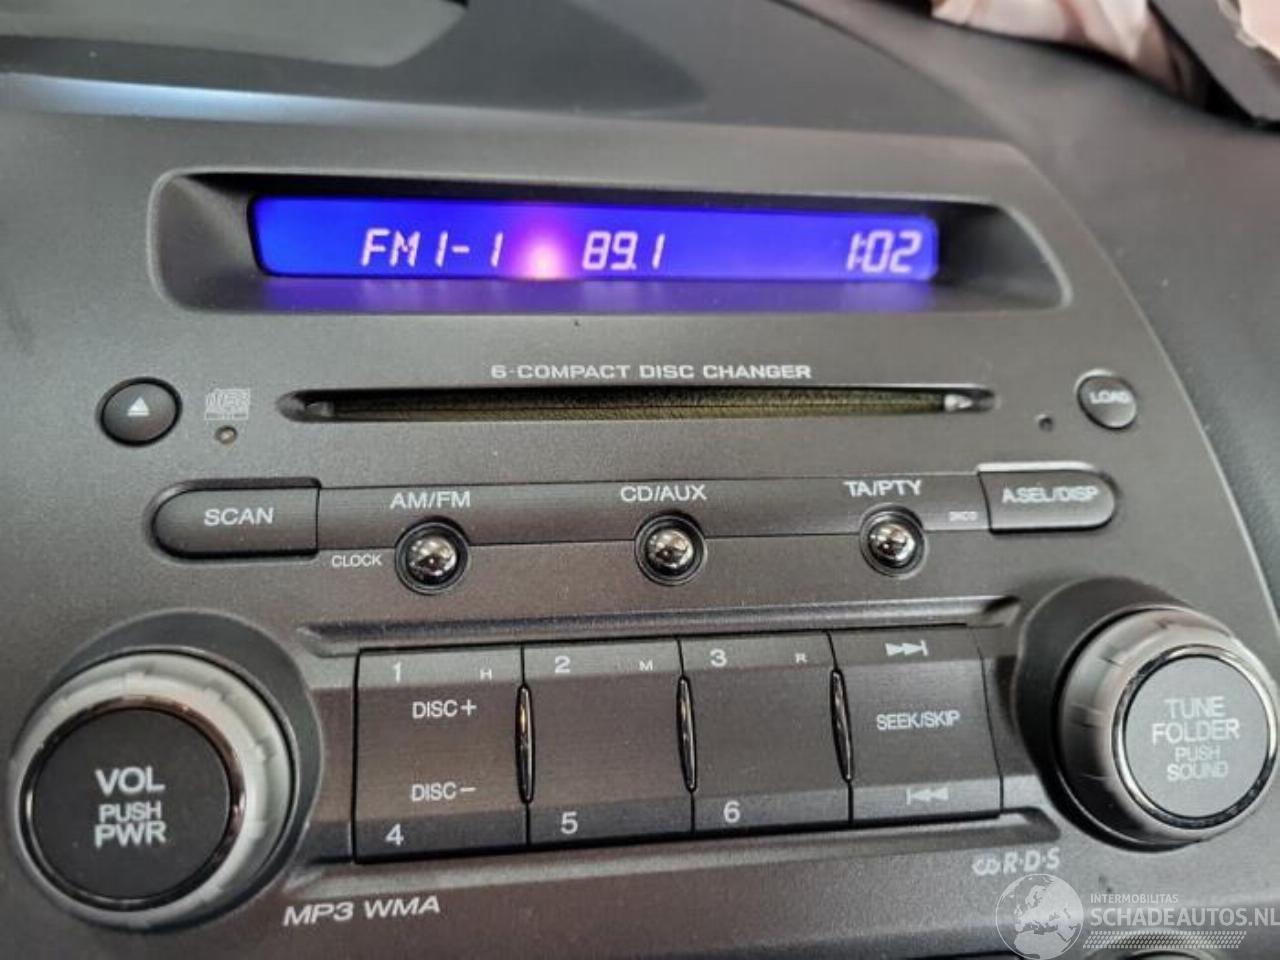 FM1-1 89.1 1:02
6-COMPACT DISC CHANGER
LOAD
SCAN
AM/FM
CD/AUX
TA/PTY
A.SEL/DISP
CLOCK
1 H
2 M
3 R
DISC+
SEEK/SKIP
DISC-
4
5
6
VOL
PUSH
PWR
TUNE
FOLDER
PUSH
SOUND
R·D·S
MP3 WMA
INTERMOBILITAS
SCHADEAUTOS.NL